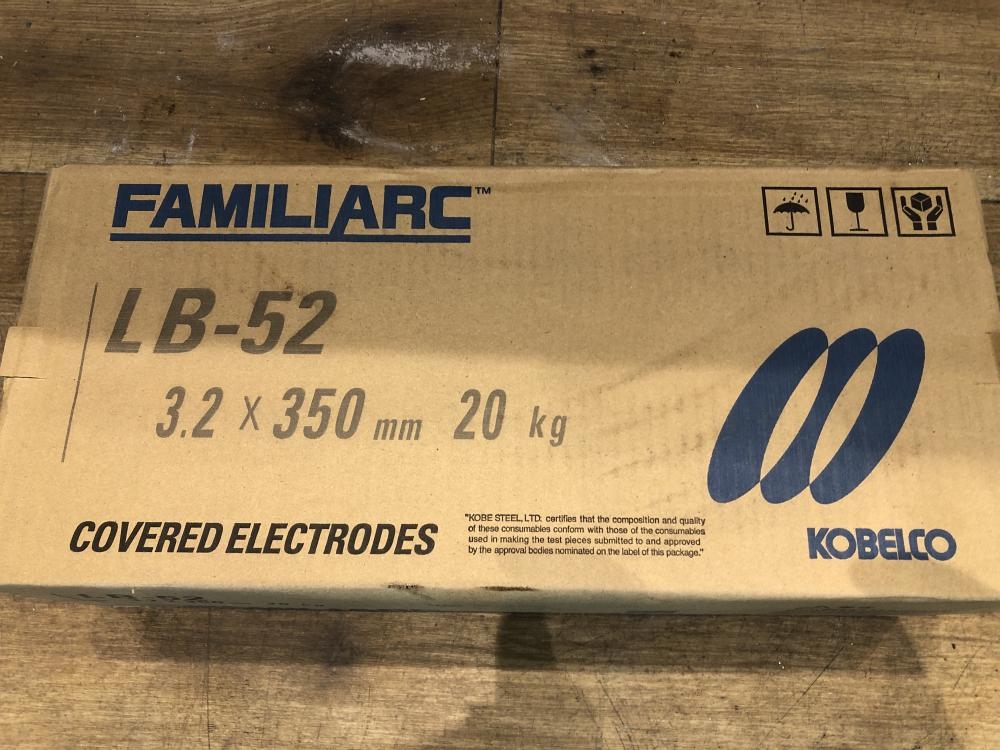 FAMILIARC™
LB-52
3.2 × 350 mm 20 kg
COVERED ELECTRODES
"KOBE STEEL, LTD. certifies that the composition and quality
of these consumables conform with those of the consumables
used in making the test pieces submitted to and approved
by the approval bodies nominated on the label of this package."
KOBELCO
LB-52